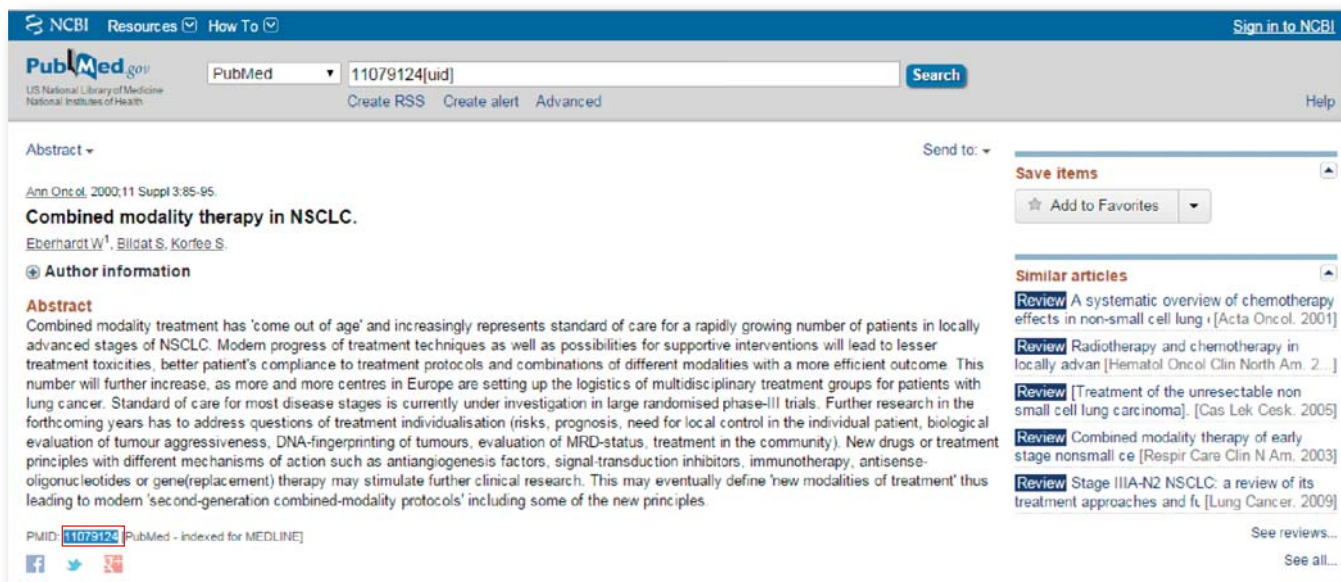 NCBI Resources How To Sign in to NCBI
PubMed.gov
US National Library of Medicine
National Institutes of Health
PubMed 11079124[uid] Search
Create RSS Create alert Advanced Help
Abstract Send to:
Ann Oncol. 2000;11 Suppl 3:85-95.
Combined modality therapy in NSCLC.
Eberhardt W1, Bildat S, Korfee S.
Author information
Abstract
Combined modality treatment has 'come out of age' and increasingly represents standard of care for a rapidly growing number of patients in locally
advanced stages of NSCLC. Modern progress of treatment techniques as well as possibilities for supportive interventions will lead to lesser
treatment toxicities, better patient's compliance to treatment protocols and combinations of different modalities with a more efficient outcome. This
number will further increase, as more and more centres in Europe are setting up the logistics of multidisciplinary treatment groups for patients with
lung cancer. Standard of care for most disease stages is currently under investigation in large randomised phase-III trials. Further research in the
forthcoming years has to address questions of treatment individualisation (risks, prognosis, need for local control in the individual patient, biological
evaluation of tumour aggressiveness, DNA-fingerprinting of tumours, evaluation of MRD-status, treatment in the community). New drugs or treatment
principles with different mechanisms of action such as antiangiogenesis factors, signal-transduction inhibitors, immunotherapy, antisense-
oligonucleotides or gene(replacement) therapy may stimulate further clinical research. This may eventually define 'new modalities of treatment' thus
leading to modern 'second-generation combined-modality protocols' including some of the new principles.
PMID: 11079124 [PubMed - indexed for MEDLINE]
Save items
Add to Favorites
Similar articles
Review A systematic overview of chemotherapy
effects in non-small cell lung [Acta Oncol. 2001]
Review Radiotherapy and chemotherapy in
locally advan [Hematol Oncol Clin North Am. 2...]
Review [Treatment of the unresectable non
small cell lung carcinoma]. [Cas Lek Cesk. 2005]
Review Combined modality therapy of early
stage nonsmall ce [Respir Care Clin N Am. 2003]
Review Stage IIIA-N2 NSCLC: a review of its
treatment approaches and fu [Lung Cancer. 2009]
See reviews...
See all...